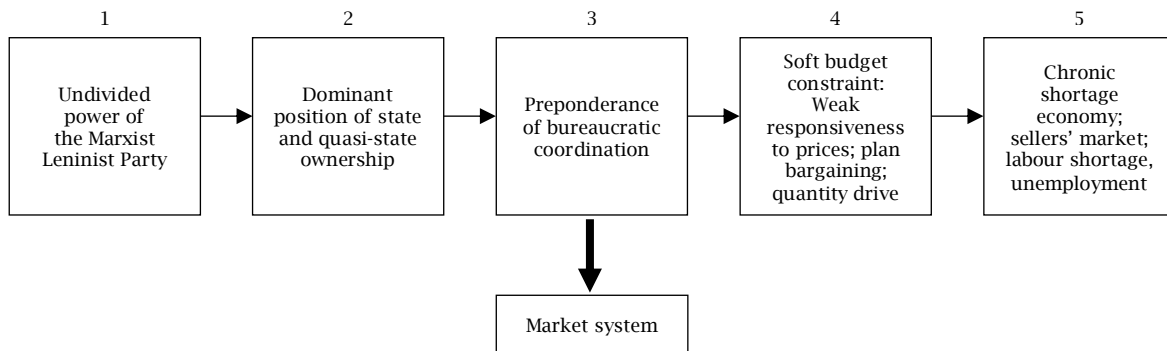 1
2
3
4
5
Undivided
power of
the Marxist
Leninist Party
Dominant
position of state
and quasi-state
ownership
Preponderance
of bureaucratic
coordination
Soft budget
constraint:
Weak
responsiveness
to prices; plan
bargaining;
quantity drive
Chronic
shortage
economy;
sellers’ market;
labour shortage,
unemployment
Market system